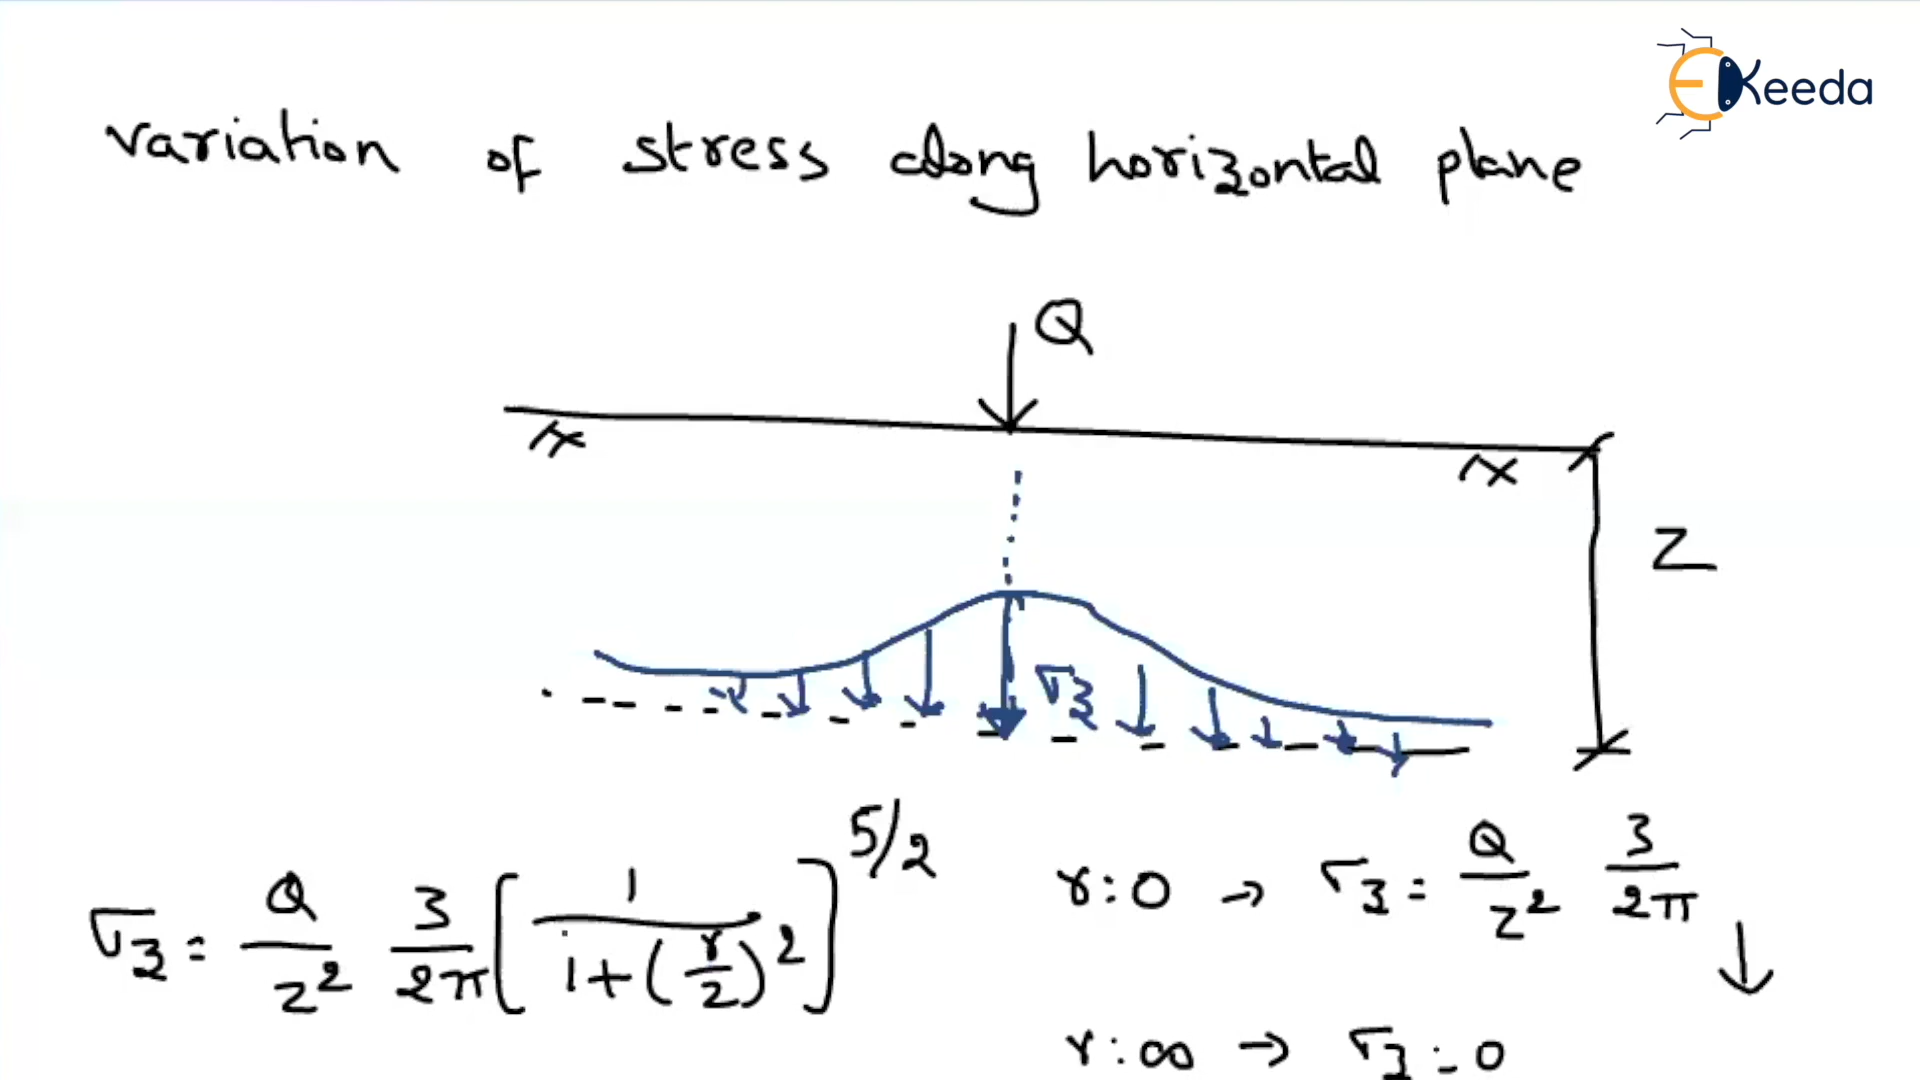 EKeeda
variation of stress along horizontal plane
Q
Z
σz
σz = Q/z² 3/2π [1/1+(r/z)²]^5/2
r:0 → σz = Q/z² 3/2π ↓
r:∞ → σz = 0